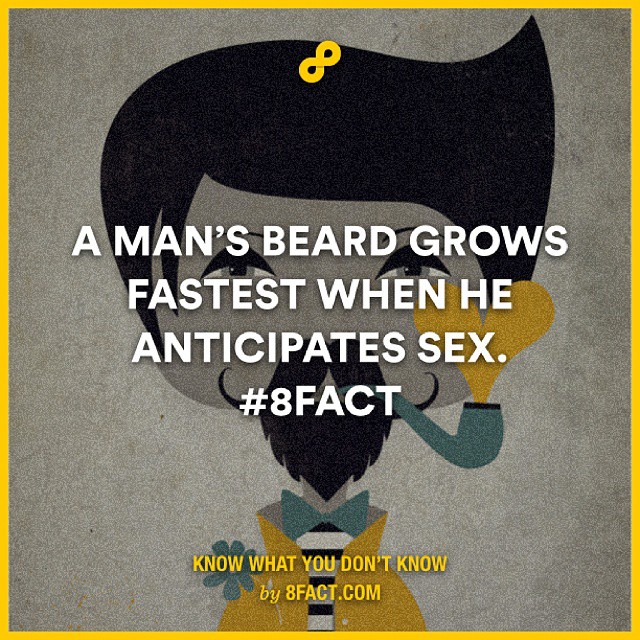 A MAN’S BEARD GROWS
FASTEST WHEN HE
ANTICIPATES SEX.
#8FACT
KNOW WHAT YOU DON’T KNOW
by 8FACT.COM